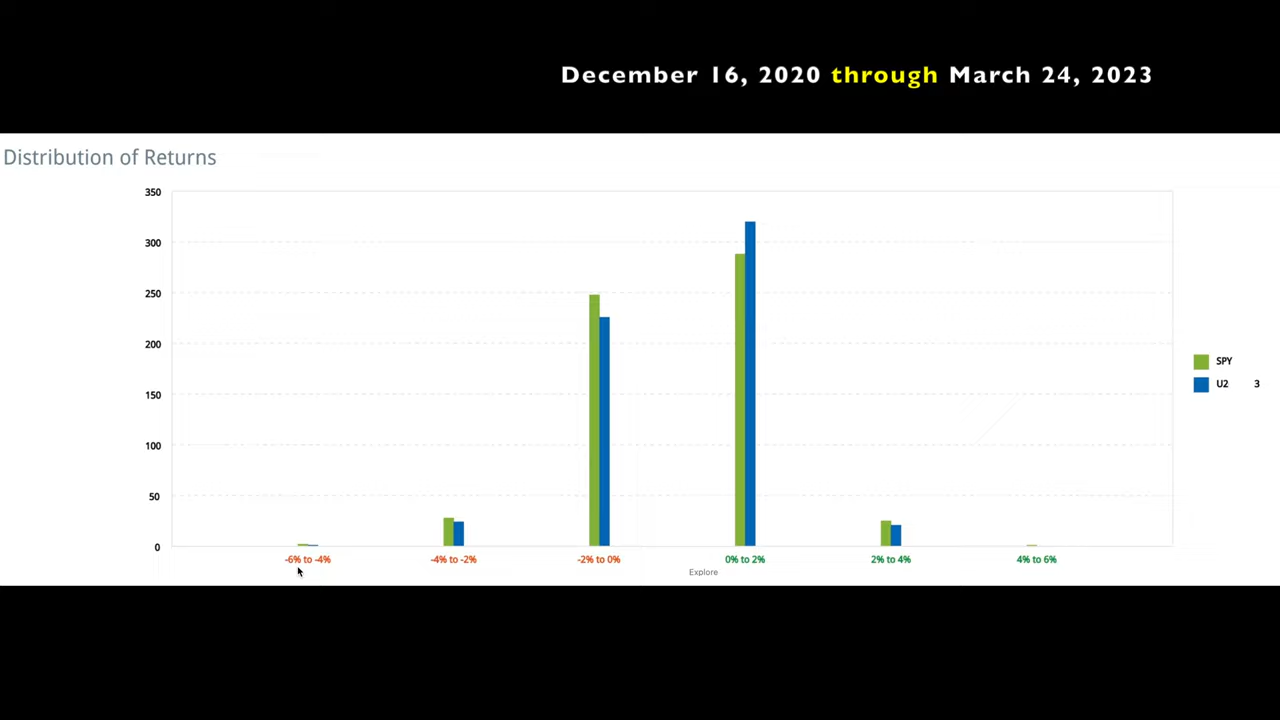 December 16, 2020 through March 24, 2023
Distribution of Returns
350
300
250
200
150
100
50
0
-6% to -4%
-4% to -2%
-2% to 0%
0% to 2%
2% to 4%
4% to 6%
Explore
SPY
U2 3